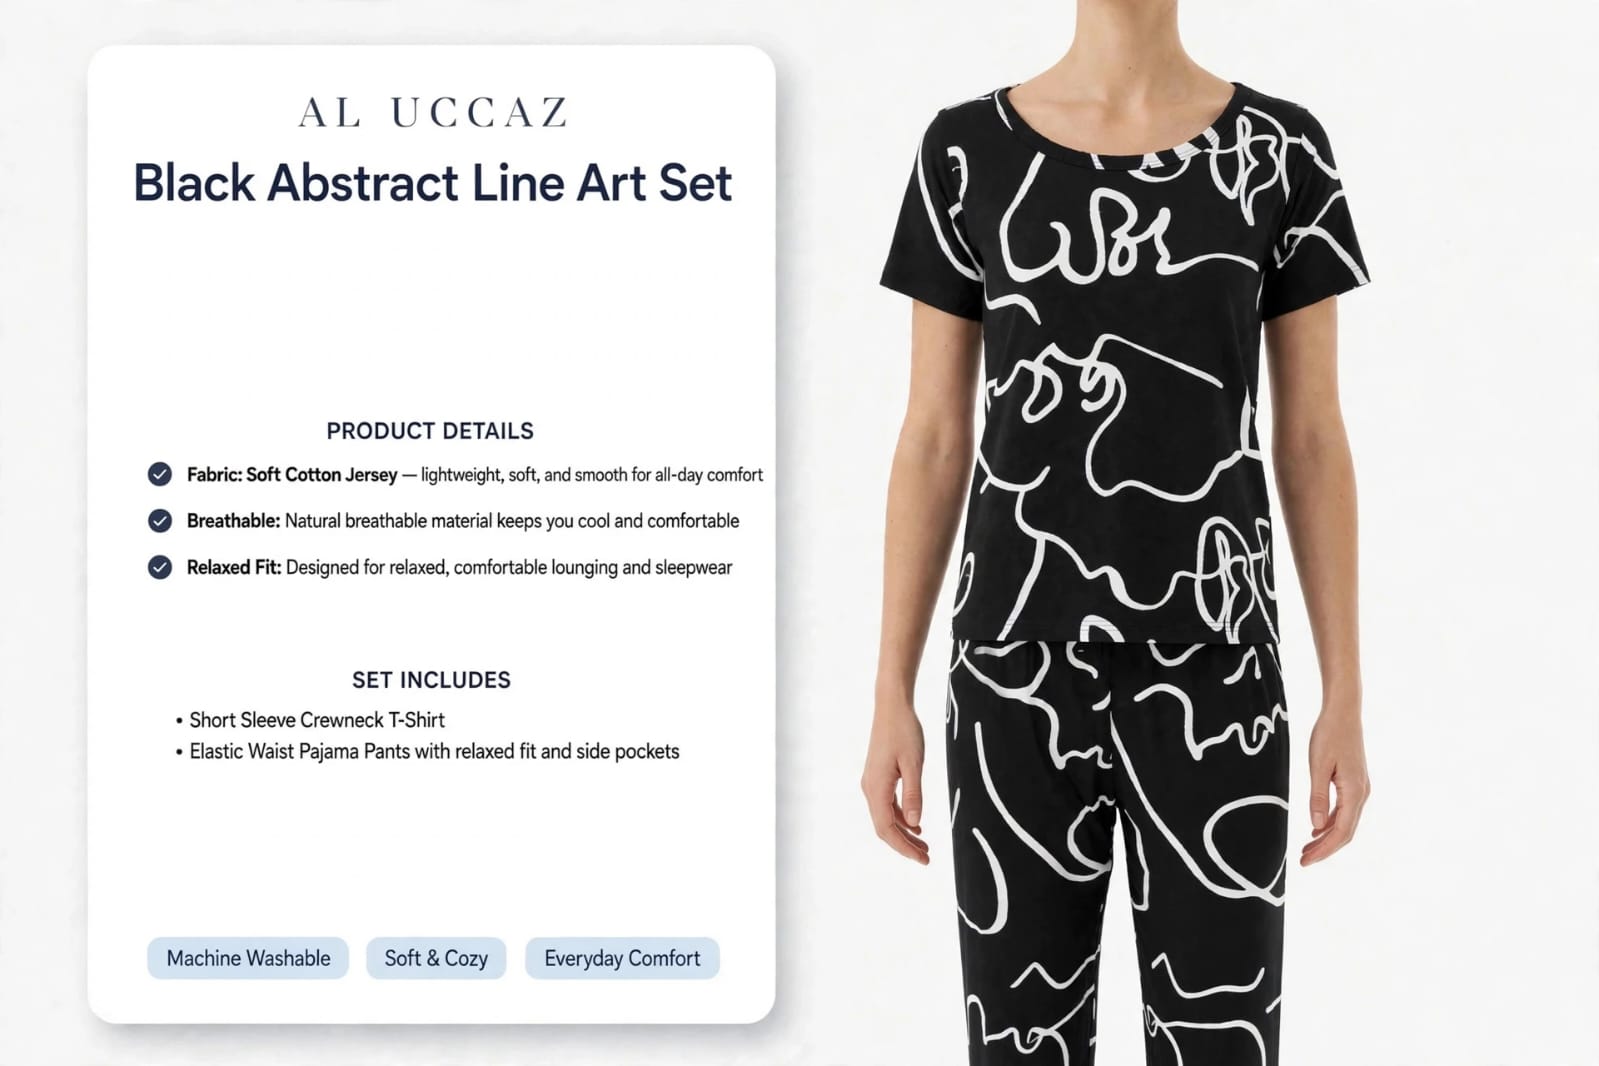 AL UCCAZ
Black Abstract Line Art Set
PRODUCT DETAILS
Fabric: Soft Cotton Jersey — lightweight, soft, and smooth for all-day comfort
Breathable: Natural breathable material keeps you cool and comfortable
Relaxed Fit: Designed for relaxed, comfortable lounging and sleepwear
SET INCLUDES
• Short Sleeve Crewneck T-Shirt
• Elastic Waist Pajama Pants with relaxed fit and side pockets
Machine Washable
Soft & Cozy
Everyday Comfort